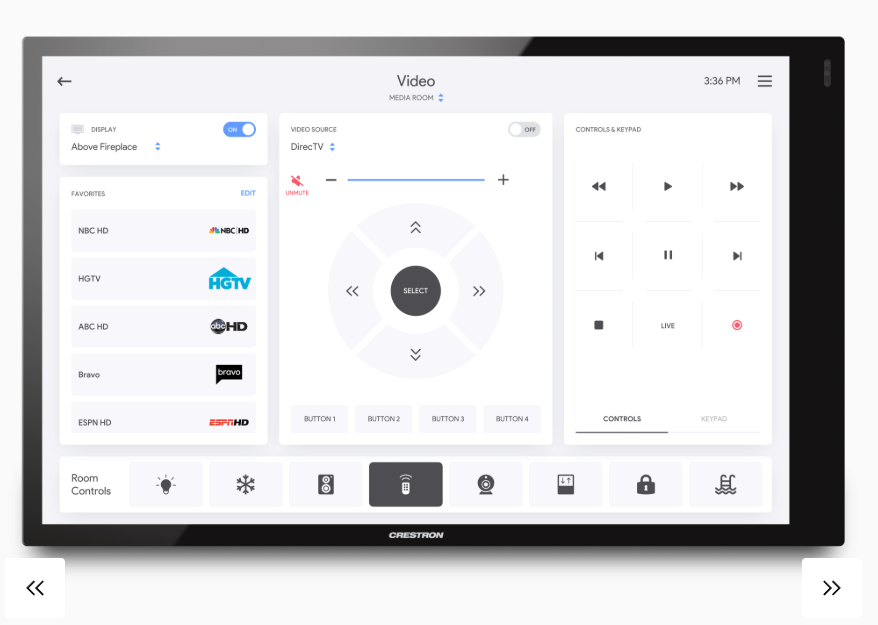 Video
3:36 PM
MEDIA ROOM
DISPLAY
ON
Above Fireplace
FAVORITES
EDIT
NBC HD
NBC HD
HGTV
HGTV
ABC HD
abc HD
Bravo
bravo
ESPN HD
ESPN HD
VIDEO SOURCE
OFF
DirecTV
UNMUTE
SELECT
BUTTON 1
BUTTON 2
BUTTON 3
BUTTON 4
CONTROLS & KEYPAD
LIVE
CONTROLS
KEYPAD
Room
Controls
CRESTRON